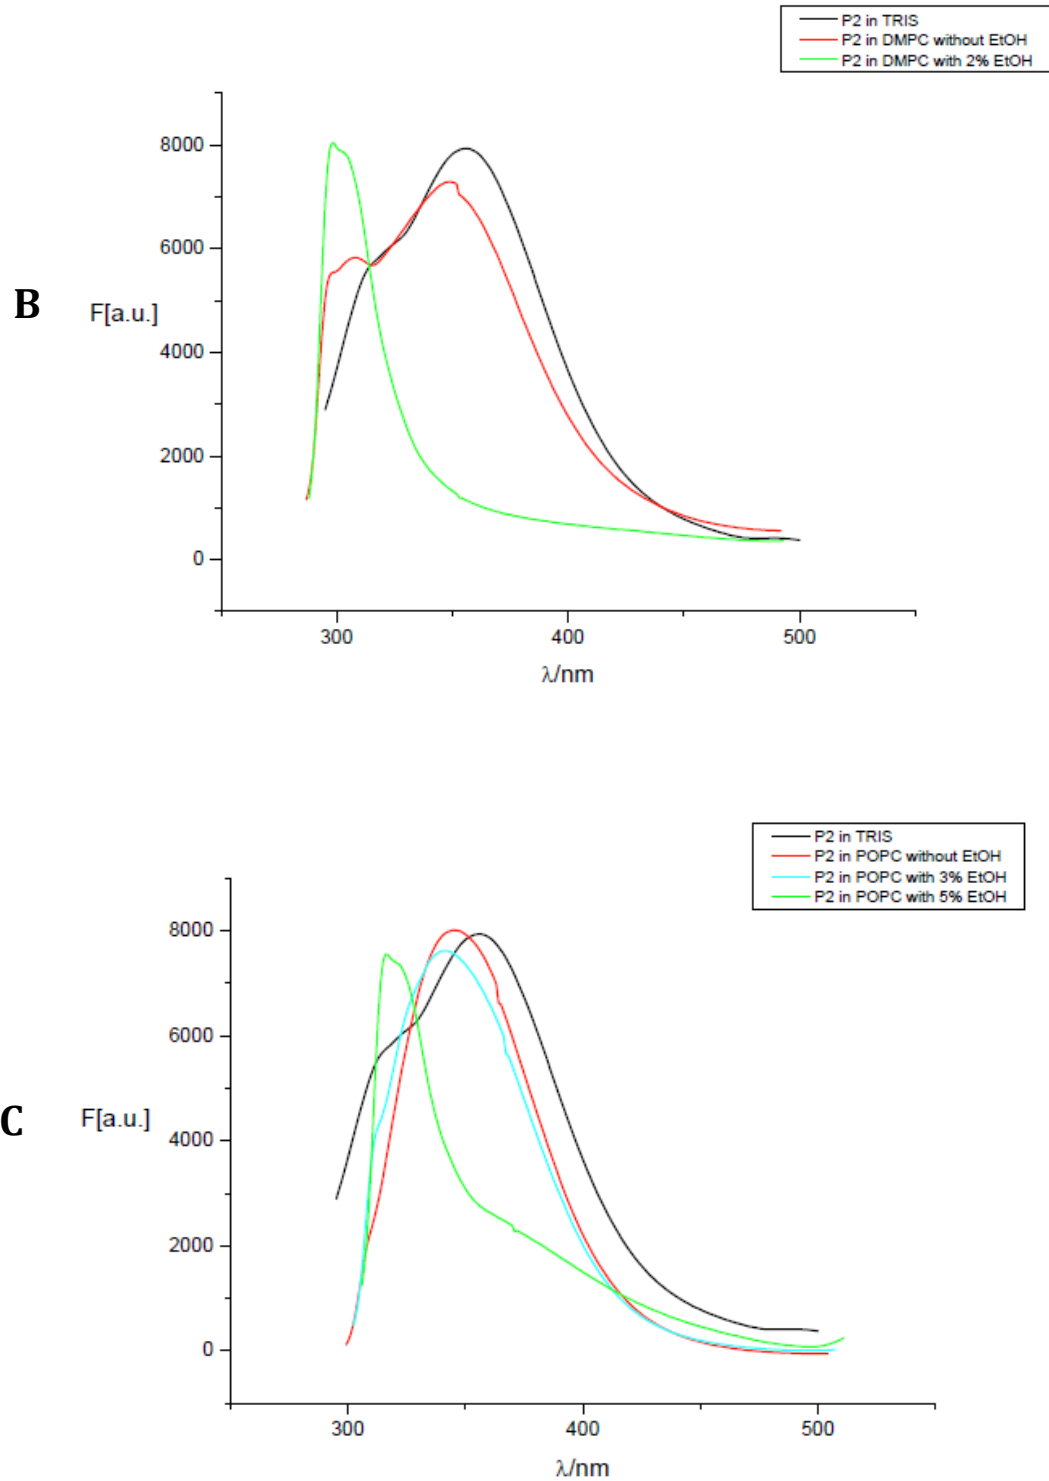 P2 in TRIS
P2 in DMPC without EtOH
P2 in DMPC with 2% EtOH
8000
6000
B
F[a.u.]
4000
2000
0
300 400 500
λ/nm
P2 in TRIS
P2 in POPC without EtOH
P2 in POPC with 3% EtOH
P2 in POPC with 5% EtOH
8000
6000
C
F[a.u.]
4000
2000
0
300 400 500
λ/nm